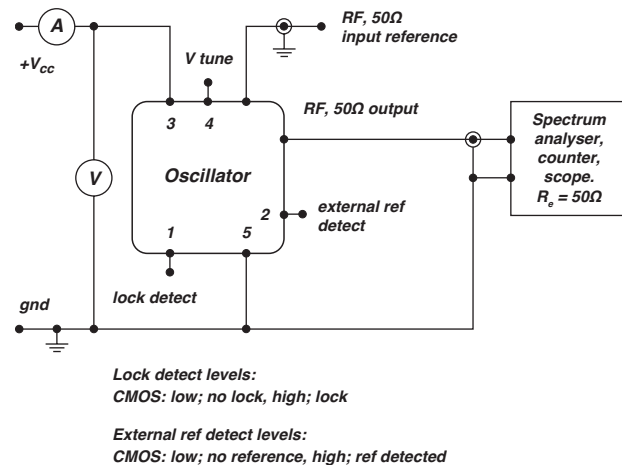 A
+Vcc
RF, 50Ω
input reference
V tune
3
4
RF, 50Ω output
Oscillator
V
2
1
5
external ref
detect
Spectrum
analyser,
counter,
scope.
Re = 50Ω
lock detect
gnd
Lock detect levels:
CMOS: low; no lock, high; lock
External ref detect levels:
CMOS: low; no reference, high; ref detected